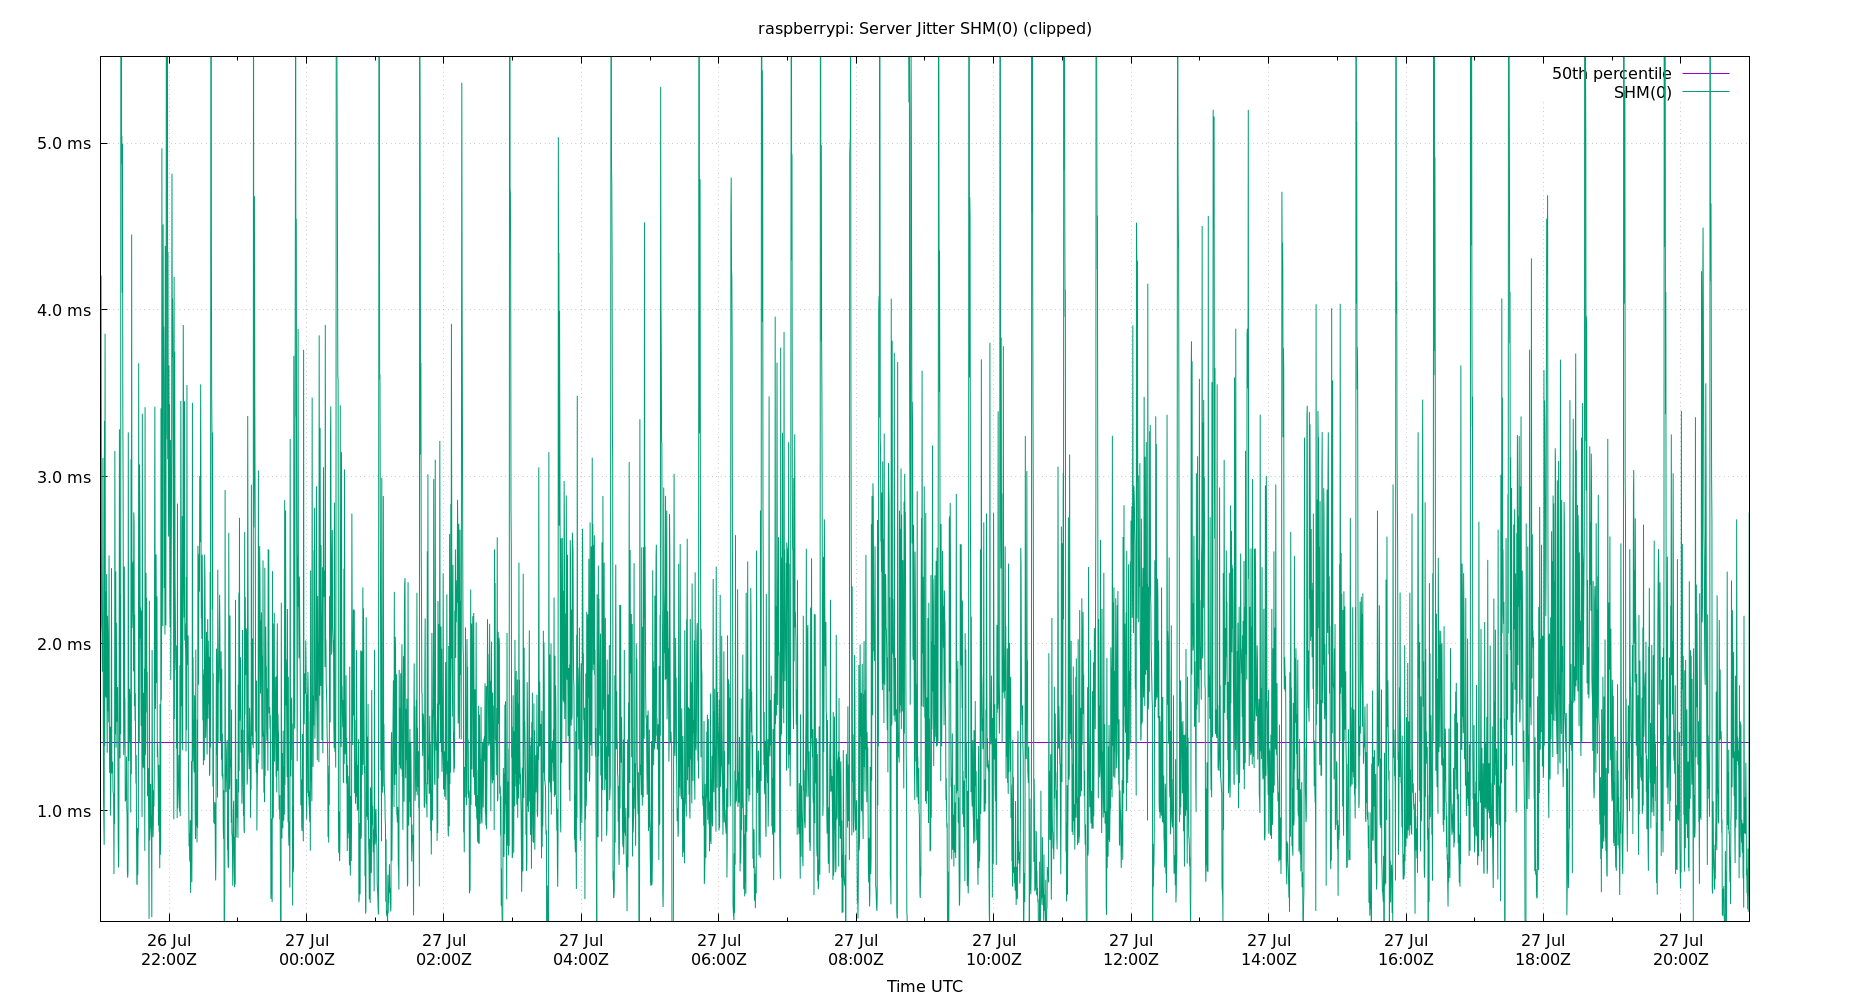 raspberrypi: Server Jitter SHM(0) (clipped)
50th percentile
SHM(0)
5.0 ms
4.0 ms
3.0 ms
2.0 ms
1.0 ms
26 Jul 27 Jul 27 Jul 27 Jul 27 Jul 27 Jul 27 Jul 27 Jul 27 Jul 27 Jul 27 Jul 27 Jul
22:00Z 00:00Z 02:00Z 04:00Z 06:00Z 08:00Z 10:00Z 12:00Z 14:00Z 16:00Z 18:00Z 20:00Z
Time UTC